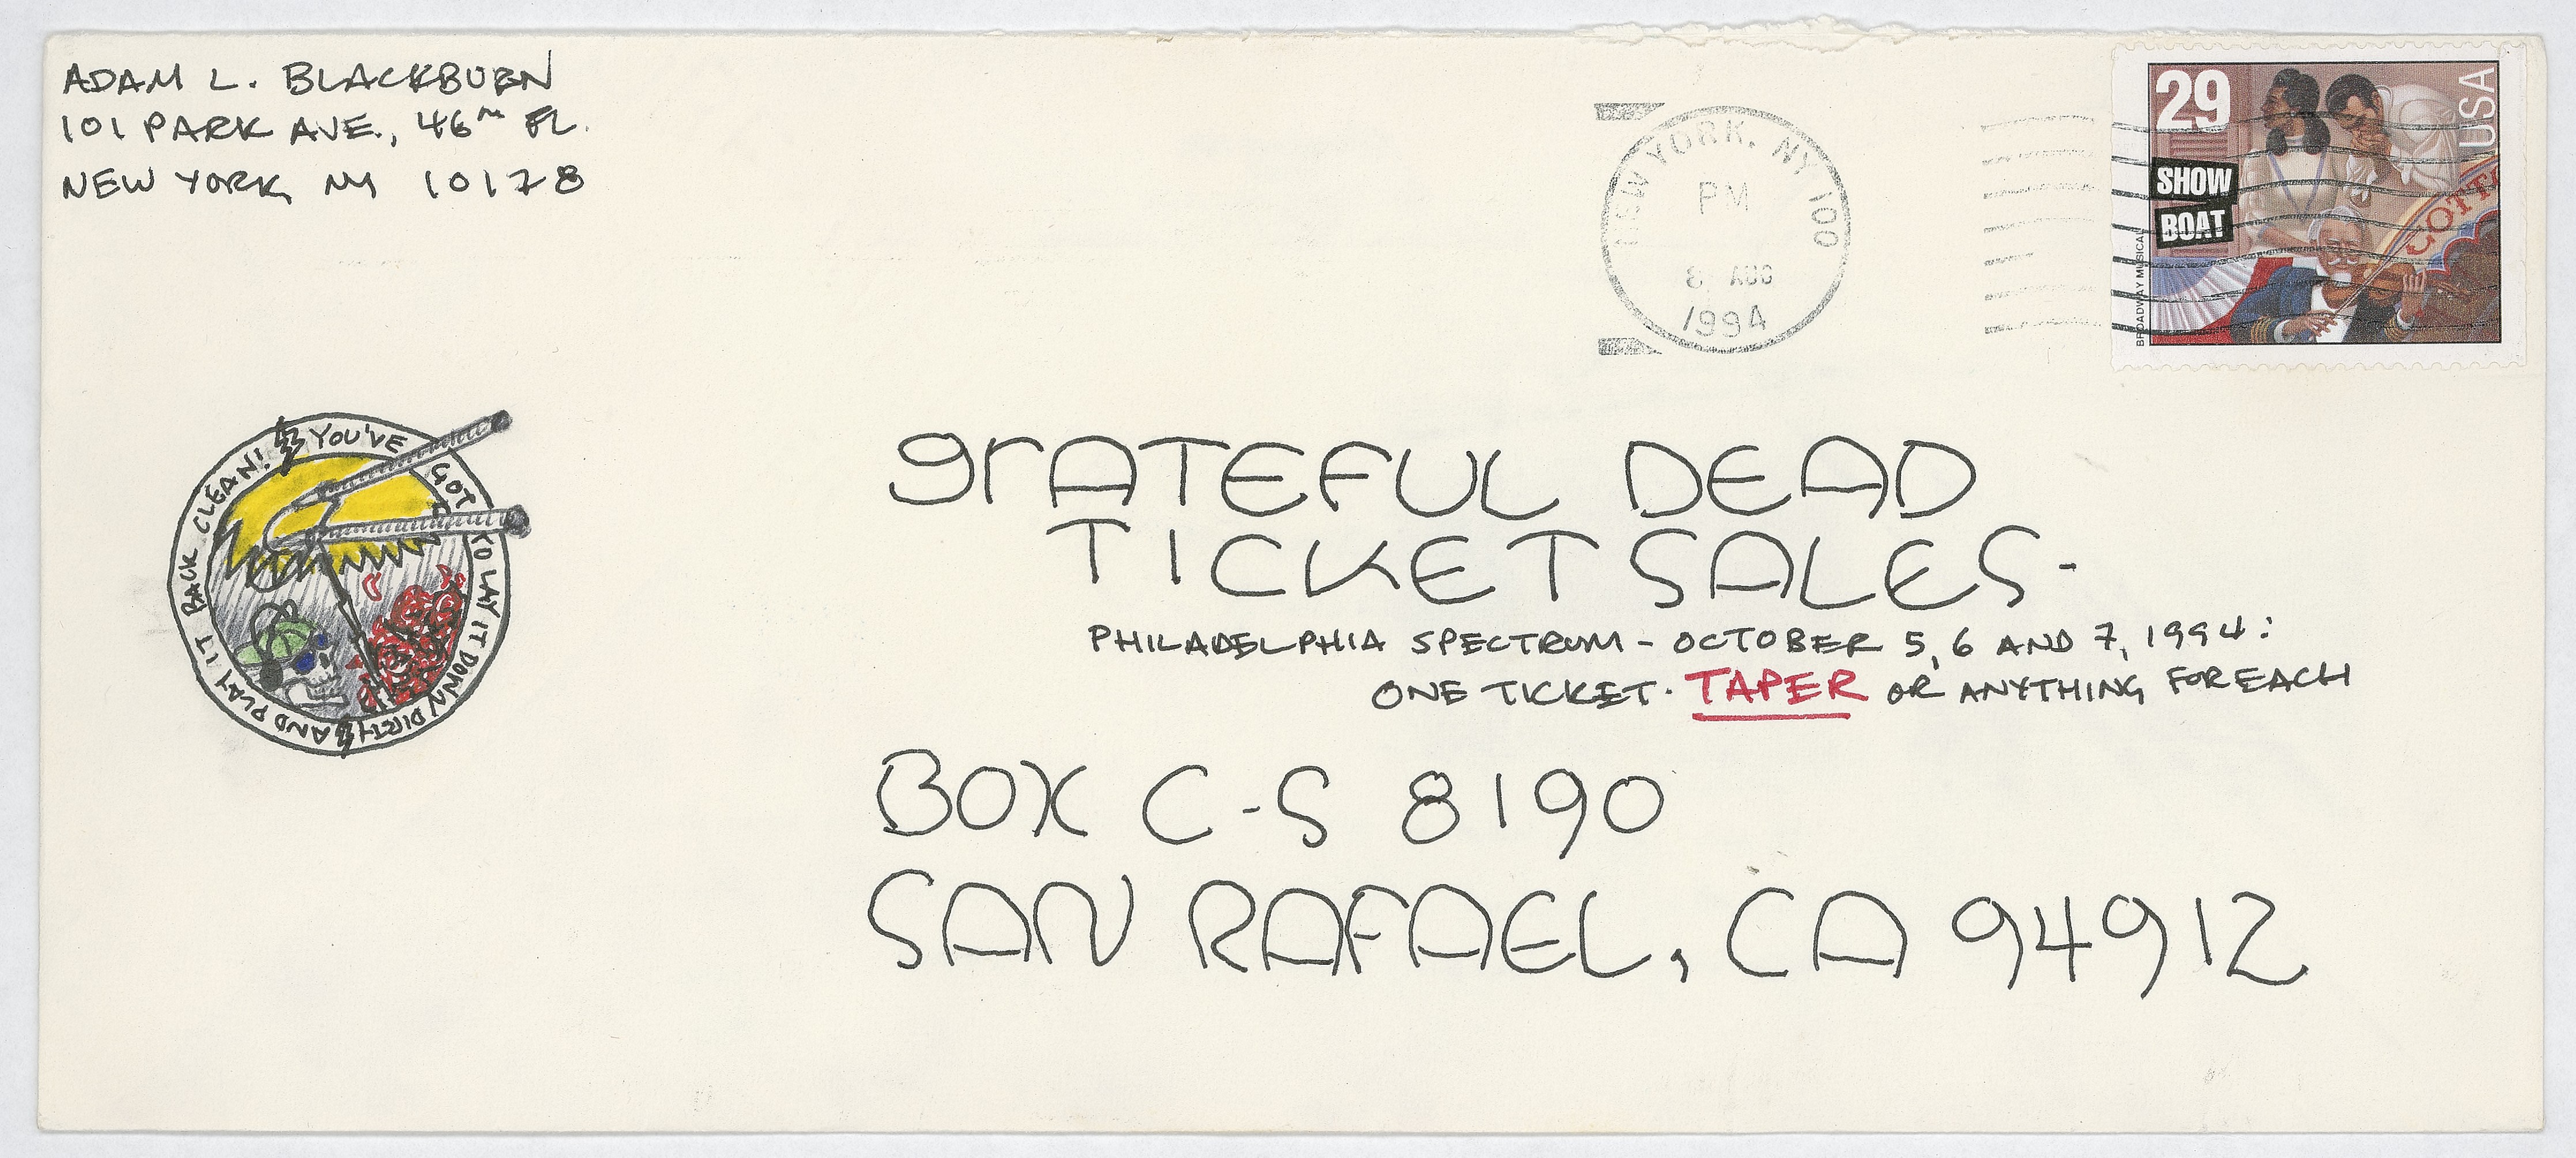 ADAM L. BLACKBURN
101 PARK AVE., 46TH FL.
NEW YORK NY 10178
NEW YORK, NY 100
PM
8 AUG
1994
29
USA
SHOW
BOAT
COTT
BROADWAY MUSICAL
YOU'VE GOT TO LAY IT DOWN DIRTY AND PLAY IT BACK CLEAN!
GrATEFUL DEAD
TICKET SALES-
PHILADELPHIA SPECTRUM - OCTOBER 5, 6 AND 7, 1994:
ONE TICKET. TAPER OR ANYTHING FOR EACH
BOX C-S 8190
SAN RAFAEL, CA 94912